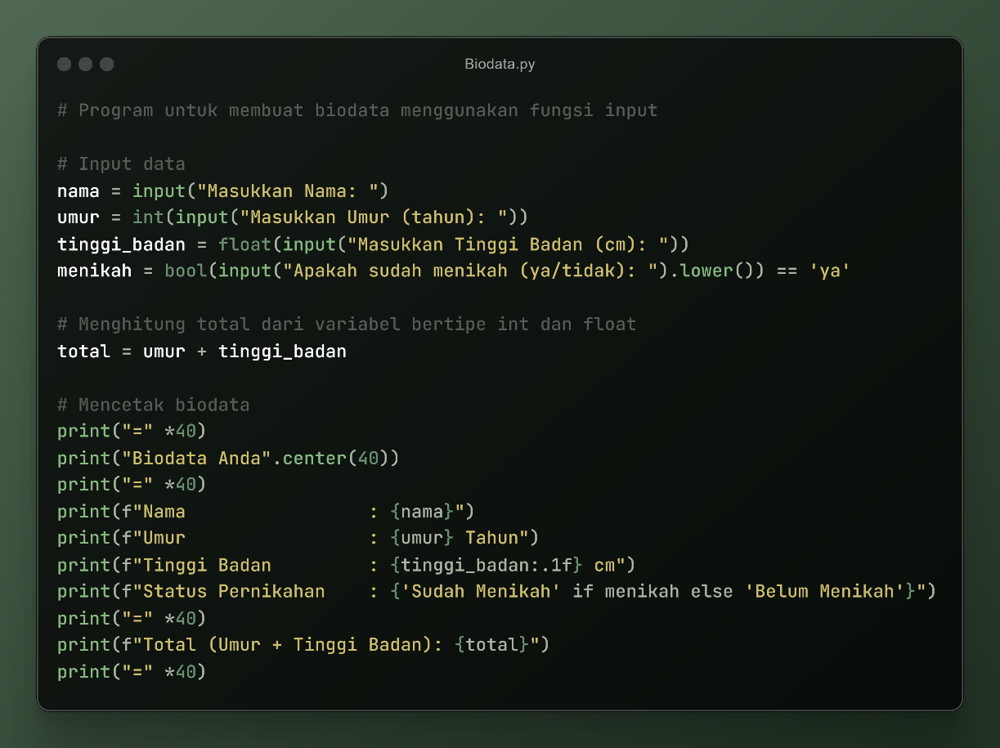 Biodata.py
# Program untuk membuat biodata menggunakan fungsi input
# Input data
nama = input("Masukkan Nama: ")
umur = int(input("Masukkan Umur (tahun): "))
tinggi_badan = float(input("Masukkan Tinggi Badan (cm): "))
menikah = bool(input("Apakah sudah menikah (ya/tidak): ").lower()) == 'ya'
# Menghitung total dari variabel bertipe int dan float
total = umur + tinggi_badan
# Mencetak biodata
print("=" *40)
print("Biodata Anda".center(40))
print("=" *40)
print(f"Nama                 : {nama}")
print(f"Umur                 : {umur} Tahun")
print(f"Tinggi Badan         : {tinggi_badan:.1f} cm")
print(f"Status Pernikahan    : {'Sudah Menikah' if menikah else 'Belum Menikah'}")
print("=" *40)
print(f"Total (Umur + Tinggi Badan): {total}")
print("=" *40)